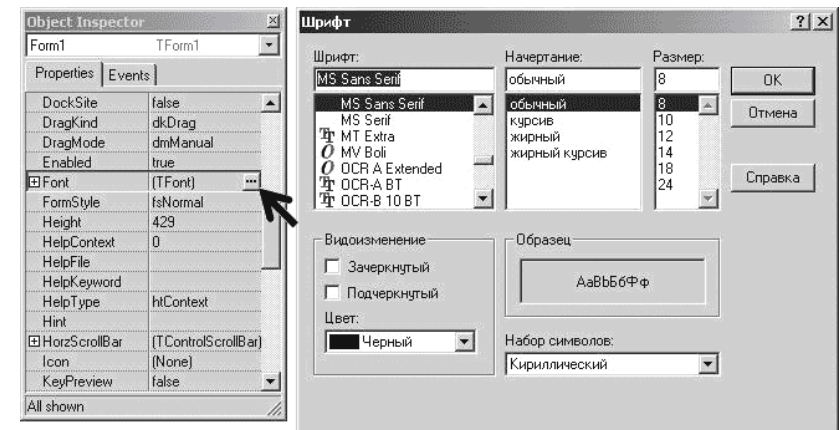 Object Inspector
Form1 TForm1
Properties Events
DockSite false
DragKind dkDrag
DragMode dmManual
Enabled true
Font (TFont) ...
FormStyle fsNormal
Height 429
HelpContext 0
HelpFile
HelpKeyword
HelpType htContext
Hint
HorzScrollBar (TControlScrollBar)
Icon (None)
KeyPreview false
All shown
Шрифт
Шрифт:
MS Sans Serif
MS Sans Serif
MS Serif
MT Extra
MV Boli
OCR A Extended
OCR-A BT
OCR-B 10 BT
Начертание:
обычный
обычный
курсив
жирный
жирный курсив
Размер:
8
8
10
12
14
18
24
OK
Отмена
Справка
Видоизменение
Зачеркнутый
Подчеркнутый
Цвет:
Черный
Образец
АаBbБбФф
Набор символов:
Кириллический